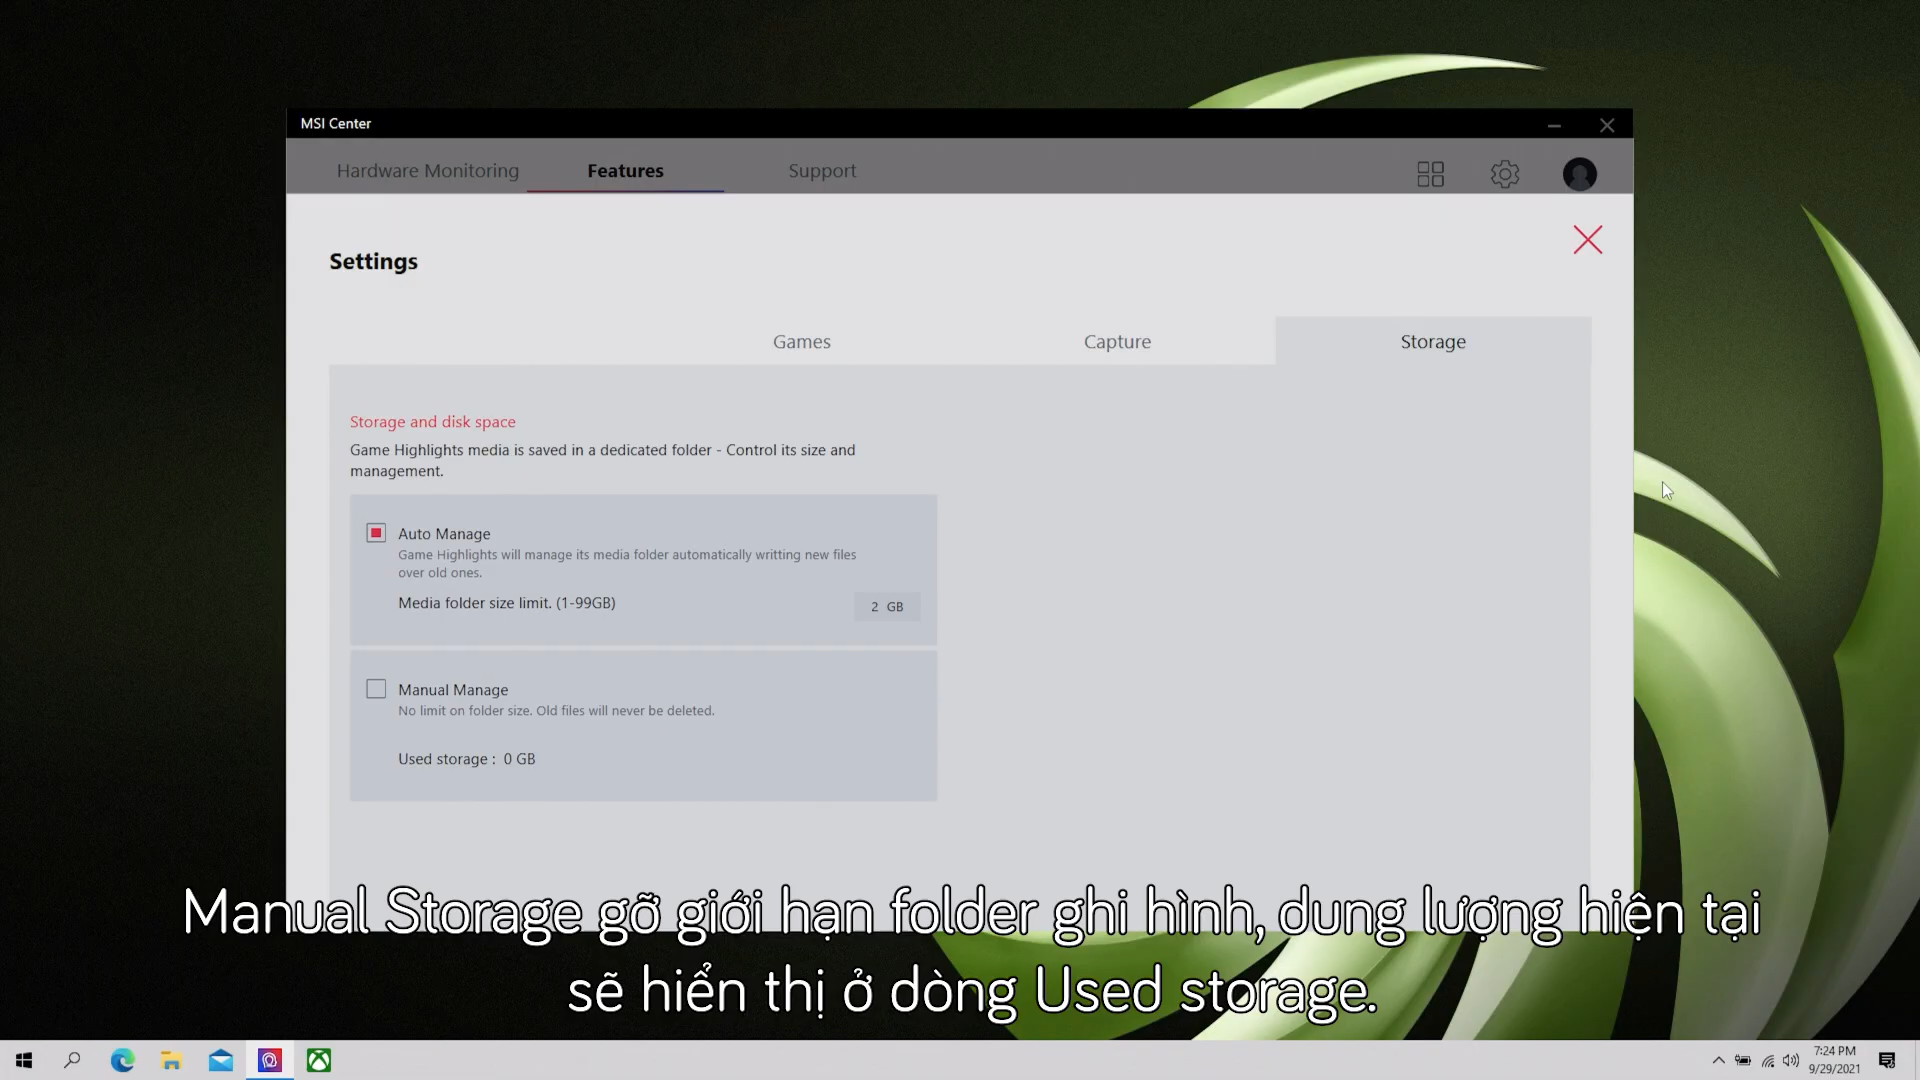 MSI Center
Hardware Monitoring
Features
Support
Settings
Games
Capture
Storage
Storage and disk space
Game Highlights media is saved in a dedicated folder - Control its size and
management.
Auto Manage
Game Highlights will manage its media folder automatically writting new files
over old ones.
Media folder size limit. (1-99GB)
2 GB
Manual Manage
No limit on folder size. Old files will never be deleted.
Used storage : 0 GB
Manual Storage gỡ giới hạn folder ghi hình, dung lượng hiện tại
sẽ hiển thị ở dòng Used storage.
7:24 PM
9/29/2021